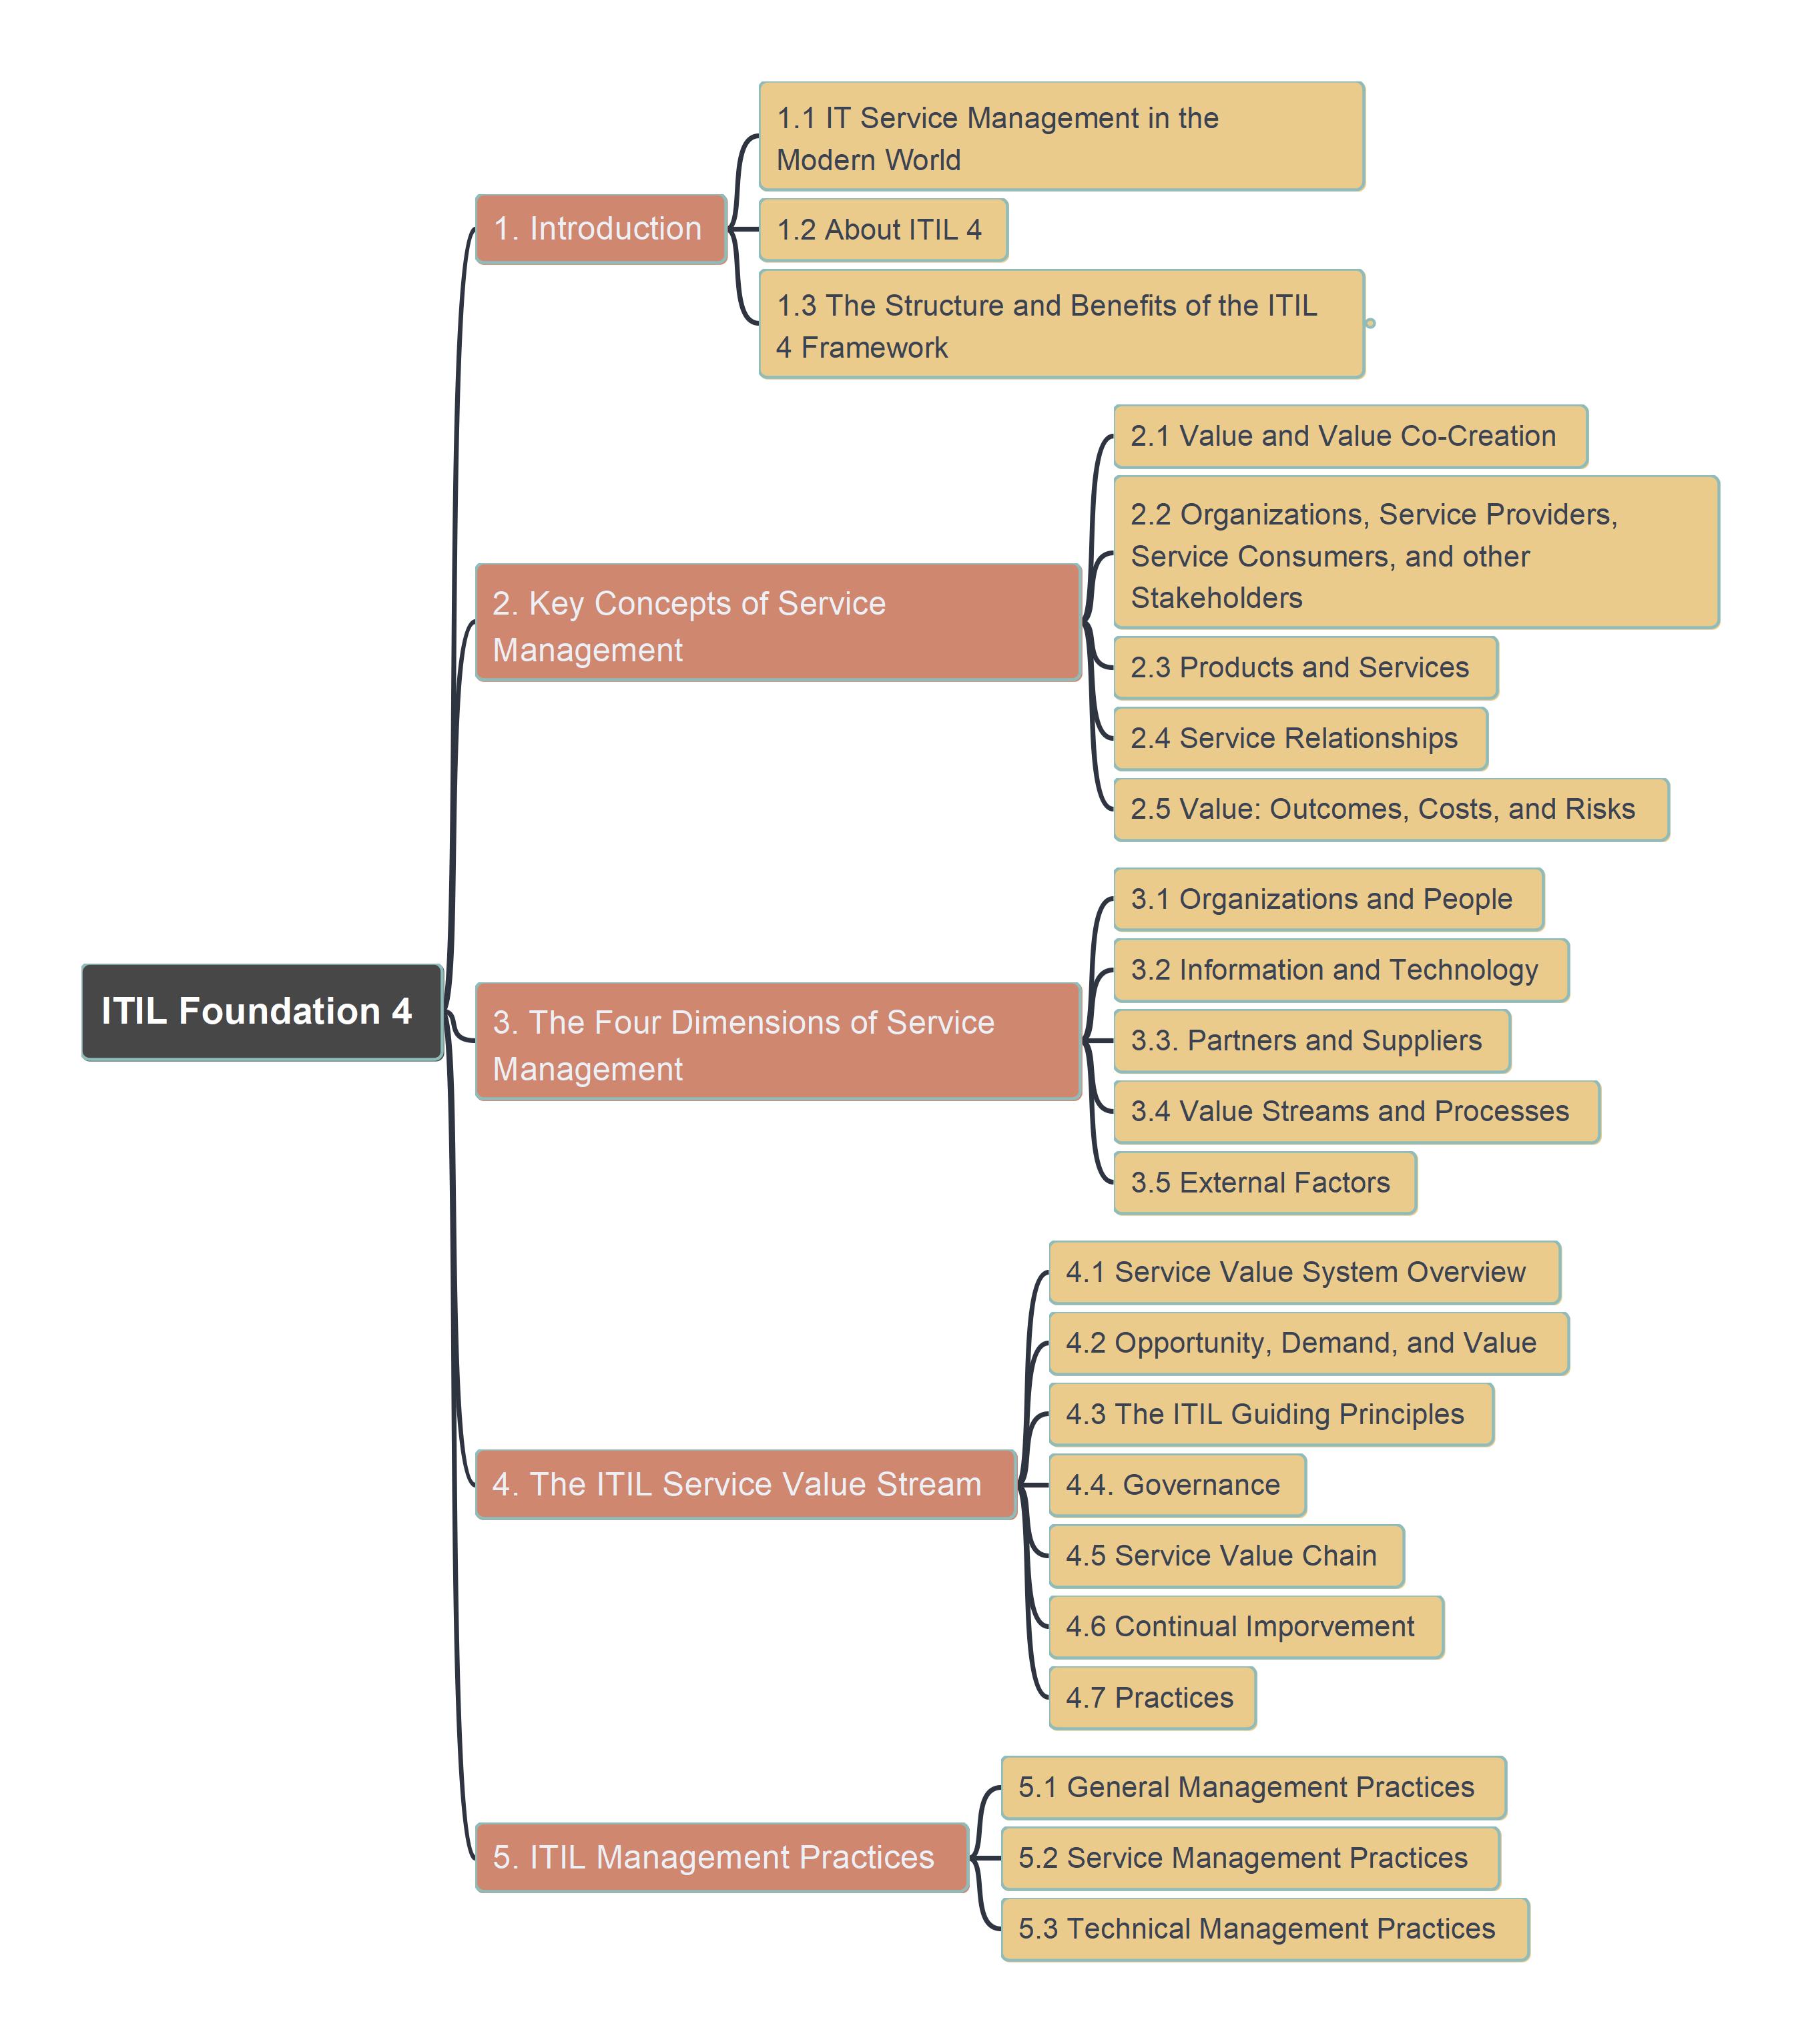 1.1 IT Service Management in the
Modern World
1. Introduction
1.2 About ITIL 4
1.3 The Structure and Benefits of the ITIL
4 Framework
2.1 Value and Value Co-Creation
2.2 Organizations, Service Providers,
Service Consumers, and other
Stakeholders
2. Key Concepts of Service
Management
2.3 Products and Services
2.4 Service Relationships
2.5 Value: Outcomes, Costs, and Risks
3.1 Organizations and People
3.2 Information and Technology
ITIL Foundation 4
3. The Four Dimensions of Service
Management
3.3. Partners and Suppliers
3.4 Value Streams and Processes
3.5 External Factors
4.1 Service Value System Overview
4.2 Opportunity, Demand, and Value
4.3 The ITIL Guiding Principles
4. The ITIL Service Value Stream
4.4. Governance
4.5 Service Value Chain
4.6 Continual Imporvement
4.7 Practices
5.1 General Management Practices
5. ITIL Management Practices
5.2 Service Management Practices
5.3 Technical Management Practices